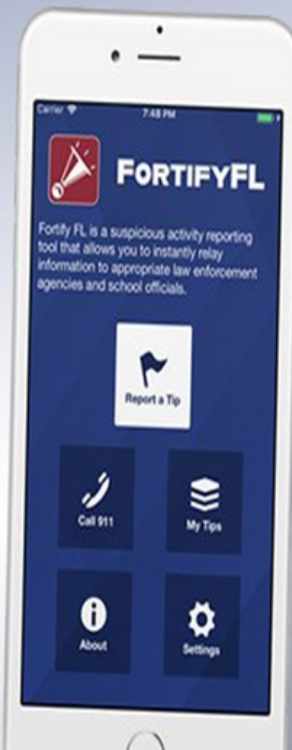 Carrier 7:48 PM
FORTIFYFL
Fortify FL is a suspicious activity reporting
tool that allows you to instantly relay
information to appropriate law enforcement
agencies and school officials.
Report a Tip
Call 911 My Tips
About Settings